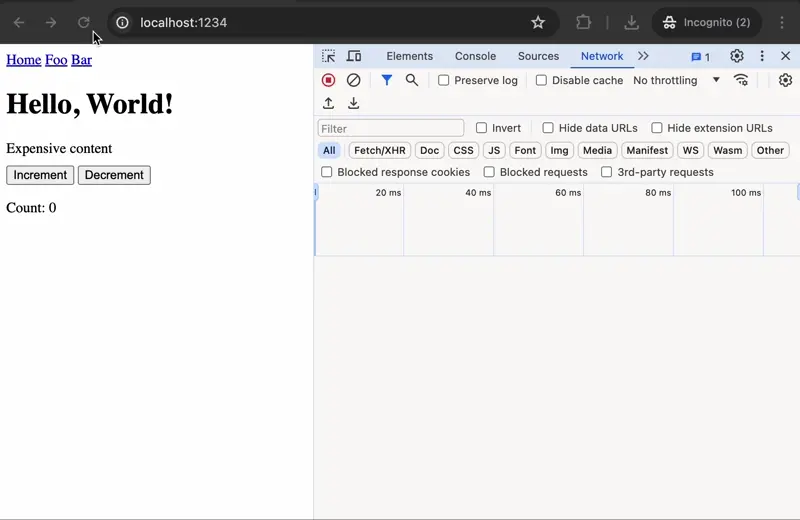 localhost:1234
Incognito (2)
Home Foo Bar
Hello, World!
Expensive content
Increment Decrement
Count: 0
Elements Console Sources Network 1
Preserve log Disable cache No throttling
Filter Invert Hide data URLs Hide extension URLs
All Fetch/XHR Doc CSS JS Font Img Media Manifest WS Wasm Other
Blocked response cookies Blocked requests 3rd-party requests
20 ms 40 ms 60 ms 80 ms 100 ms